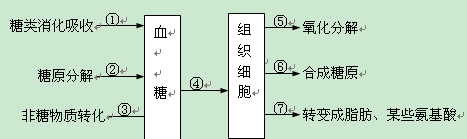 糖类消化吸收
①
糖原分解
②
非糖物质转化
③
血糖
④
组织细胞
⑤
氧化分解
⑥
合成糖原
⑦
转变成脂肪、某些氨基酸